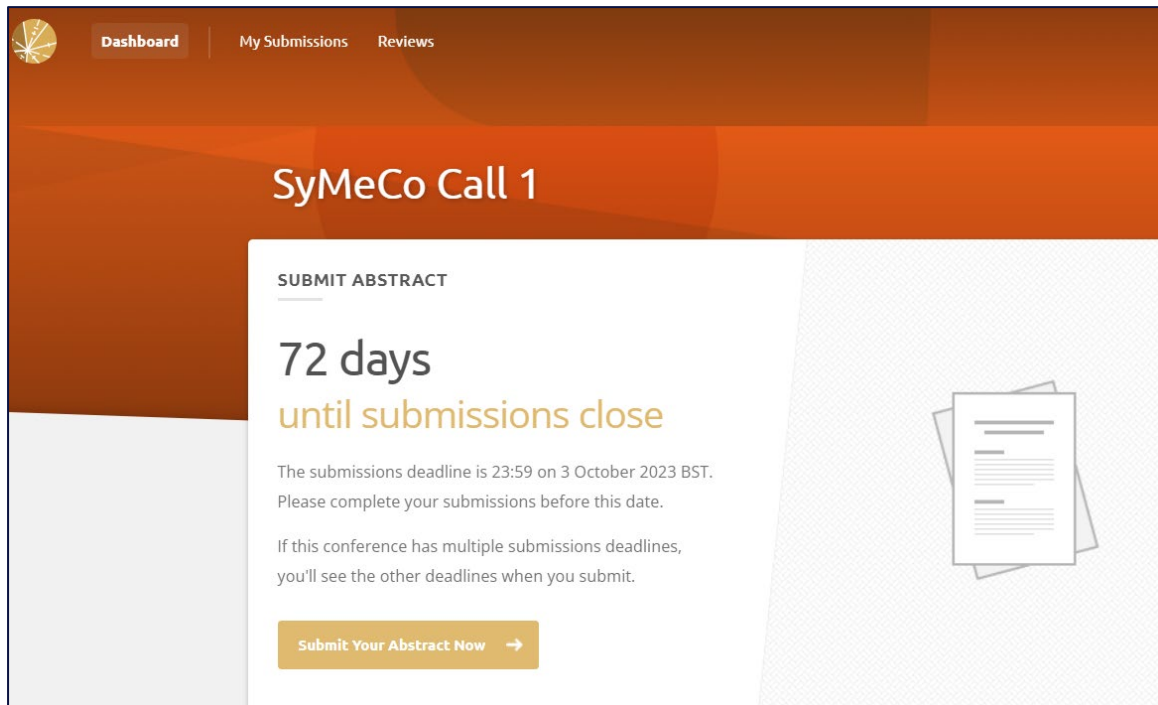 Dashboard
My Submissions
Reviews
SyMeCo Call 1
SUBMIT ABSTRACT
72 days
until submissions close
The submissions deadline is 23:59 on 3 October 2023 BST.
Please complete your submissions before this date.
If this conference has multiple submissions deadlines,
you'll see the other deadlines when you submit.
Submit Your Abstract Now